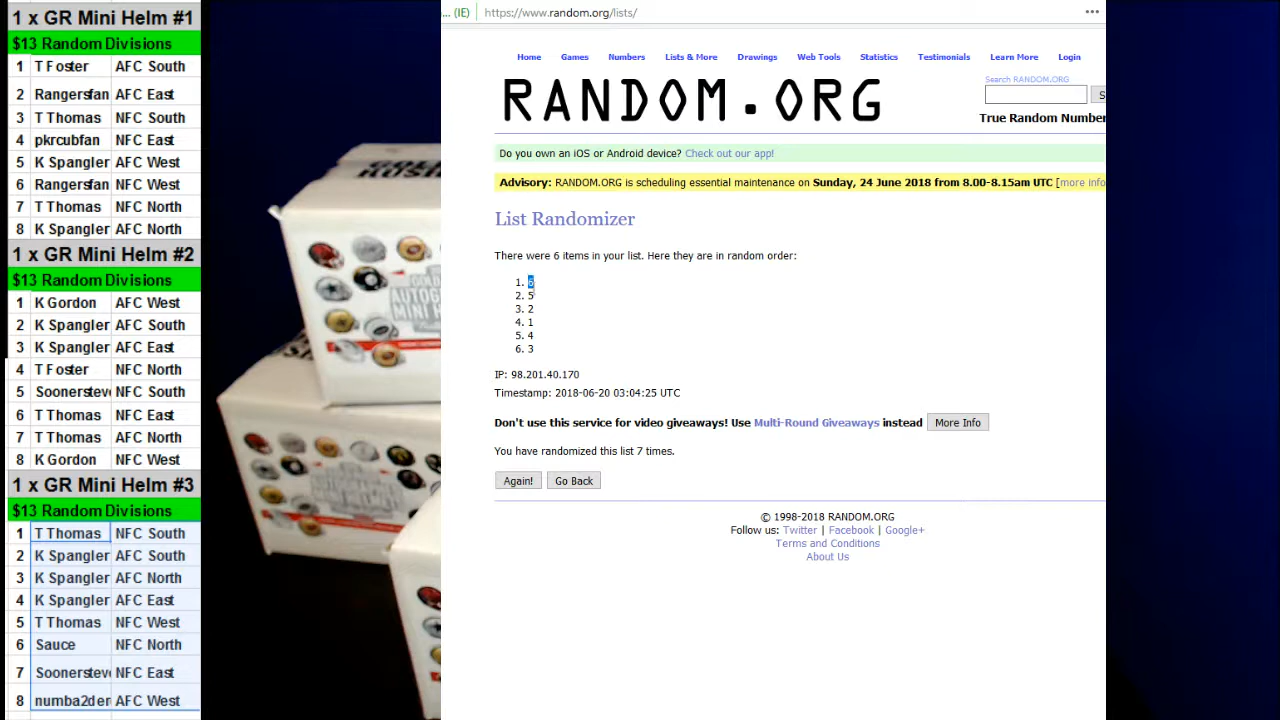 1 x GR Mini Helm #1
$13 Random Divisions
1 T Foster AFC South
2 Rangersfan AFC East
3 T Thomas NFC South
4 pkrcubfan NFC East
5 K Spangler AFC West
6 Rangersfan NFC West
7 T Thomas NFC North
8 K Spangler AFC North
1 x GR Mini Helm #2
$13 Random Divisions
1 K Gordon AFC West
2 K Spangler AFC South
3 K Spangler AFC East
4 T Foster NFC North
5 Soonersteve NFC South
6 T Thomas NFC East
7 T Thomas AFC North
8 K Gordon NFC West
1 x GR Mini Helm #3
$13 Random Divisions
1 T Thomas NFC South
2 K Spangler AFC South
3 K Spangler AFC North
4 K Spangler AFC East
5 T Thomas NFC West
6 Sauce NFC North
7 Soonersteve NFC East
8 numba2der AFC West
... (IE) https://www.random.org/lists/ •••
Home Games Numbers Lists & More Drawings Web Tools Statistics Testimonials Learn More Login
Search RANDOM.ORG
RANDOM.ORG
S
True Random Number
Do you own an iOS or Android device? Check out our app!
Advisory: RANDOM.ORG is scheduling essential maintenance on Sunday, 24 June 2018 from 8.00-8.15am UTC [more info
List Randomizer
There were 6 items in your list. Here they are in random order:
1. 6
2. 5
3. 2
4. 1
5. 4
6. 3
IP: 98.201.40.170
Timestamp: 2018-06-20 03:04:25 UTC
Don't use this service for video giveaways! Use Multi-Round Giveaways instead More Info
You have randomized this list 7 times.
Again! Go Back
© 1998-2018 RANDOM.ORG
Follow us: Twitter | Facebook | Google+
Terms and Conditions
About Us